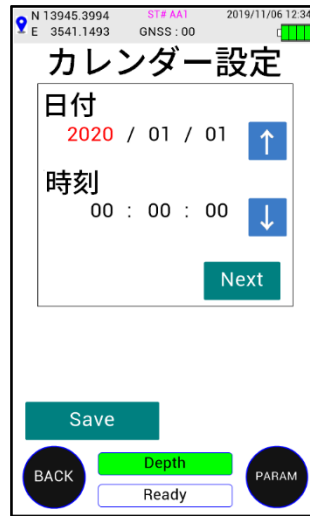 N 13945.3994 ST# AA1 2019/11/06 12:34
E 3541.1493 GNSS : 00
カレンダー設定
日付
2020 / 01 / 01 ↑
時刻
00 : 00 : 00 ↓
Next
Save
BACK Depth PARAM
Ready